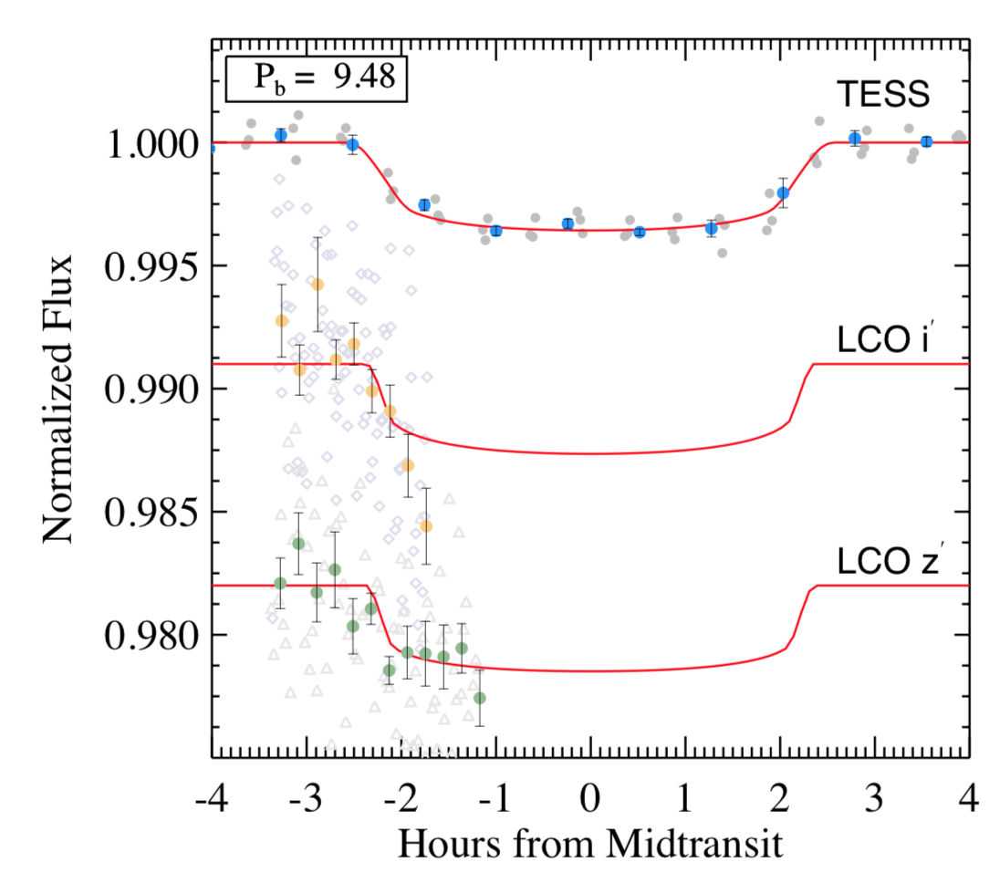 P_b = 9.48
TESS
1.000
0.995
LCO i′
0.990
0.985
LCO z′
0.980
Normalized Flux
-4 -3 -2 -1 0 1 2 3 4
Hours from Midtransit